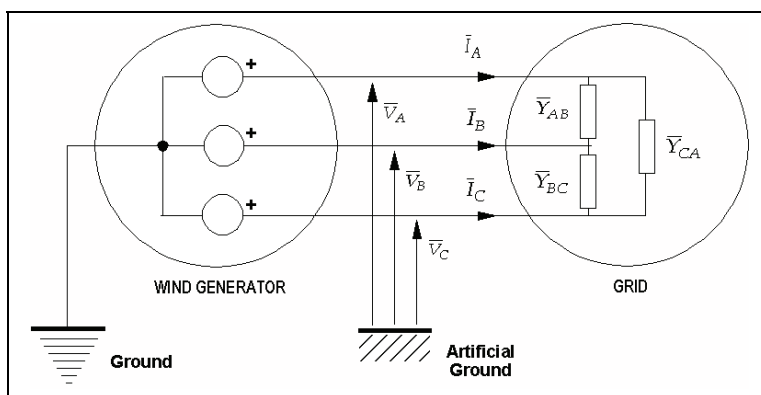 +
Ī_A
V̄_A
Ȳ_AB
+
Ī_B
V̄_B
Ȳ_CA
Ȳ_BC
+
Ī_C
V̄_C
WIND GENERATOR
GRID
Ground
Artificial
Ground